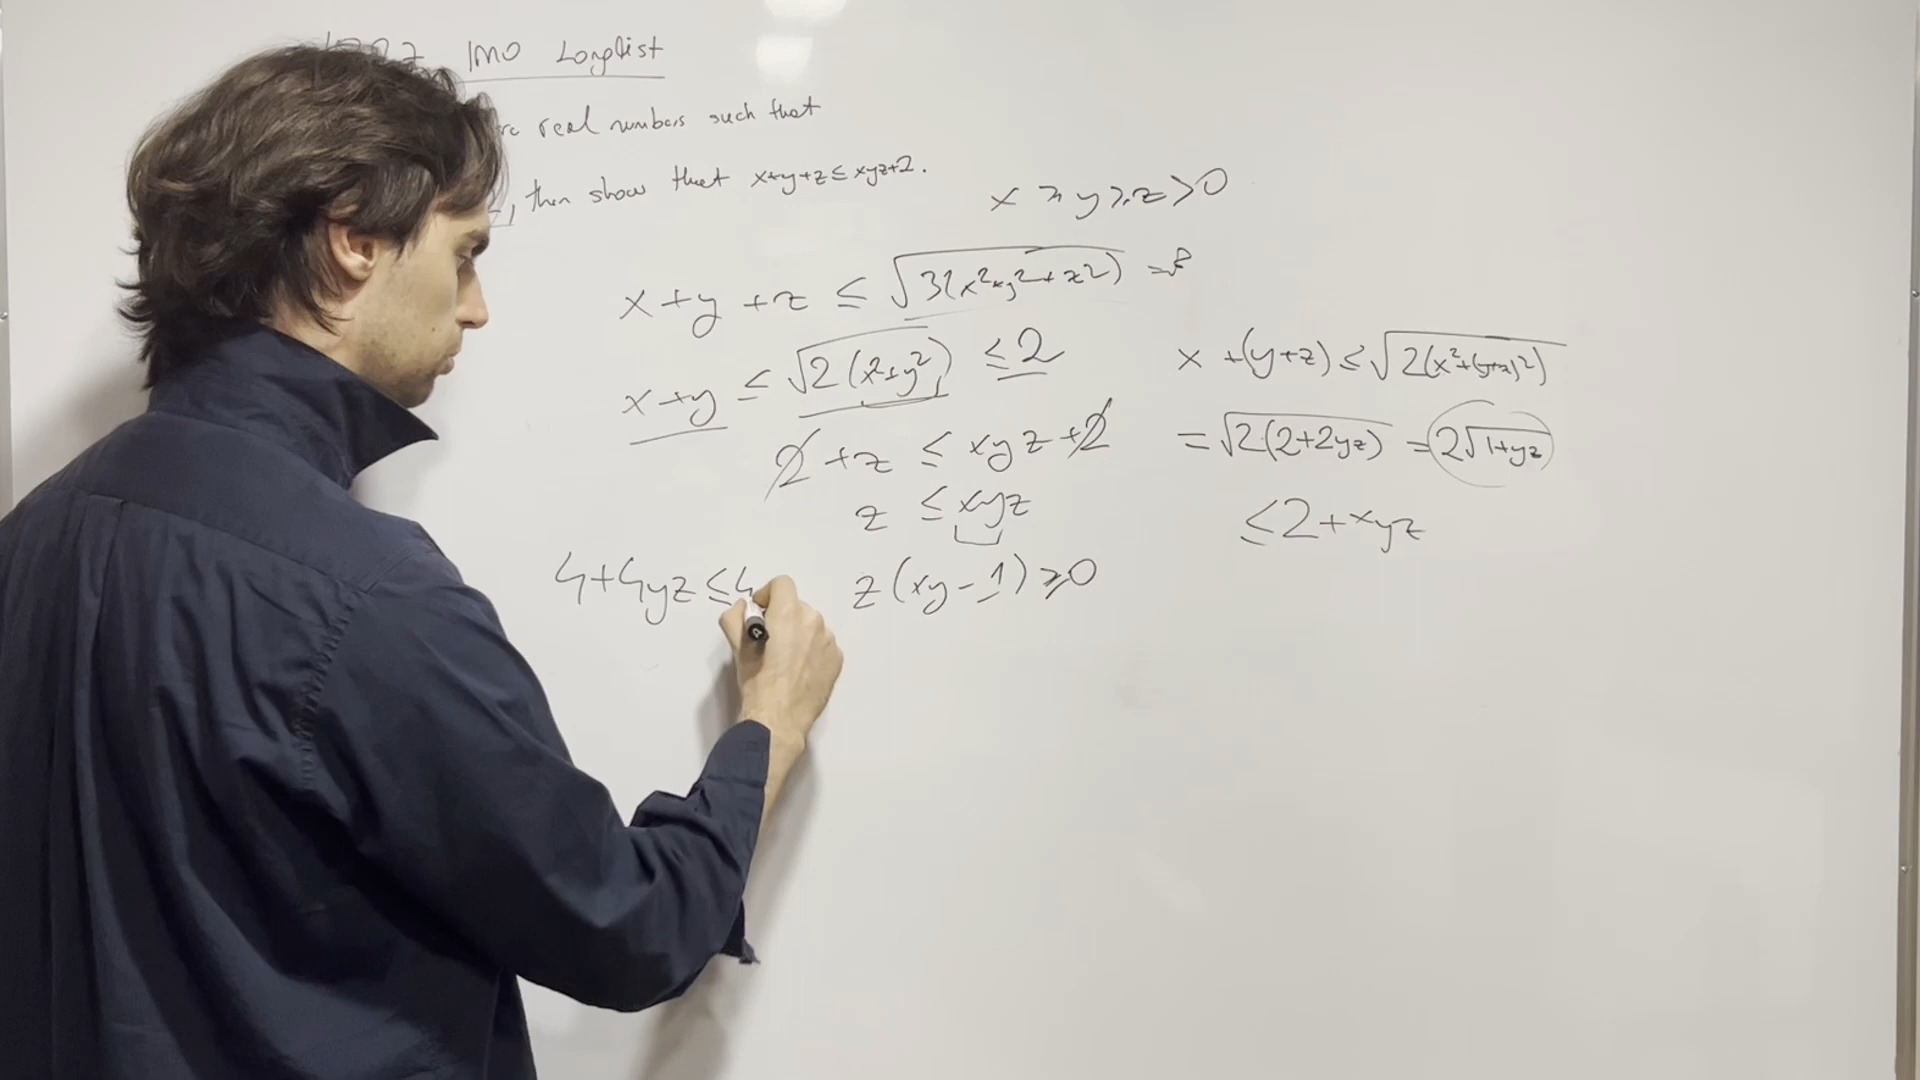 IMO Longlist
real numbers such that
, then show that x+y+z ≤ xyz+2.
x ≥ y ≥ z > 0
x + y + z ≤ √3(x²+y²+z²) =
x + y ≤ √2(x²+y²) ≤ 2
2 + z ≤ xyz + 2
z ≤ xyz
z(xy - 1) ≥ 0
4 + 4yz ≤ 4
x + (y+z) ≤ √2(x²+(y+z)²)
= √2·(2+2yz) = 2√1+yz
≤ 2 + xyz